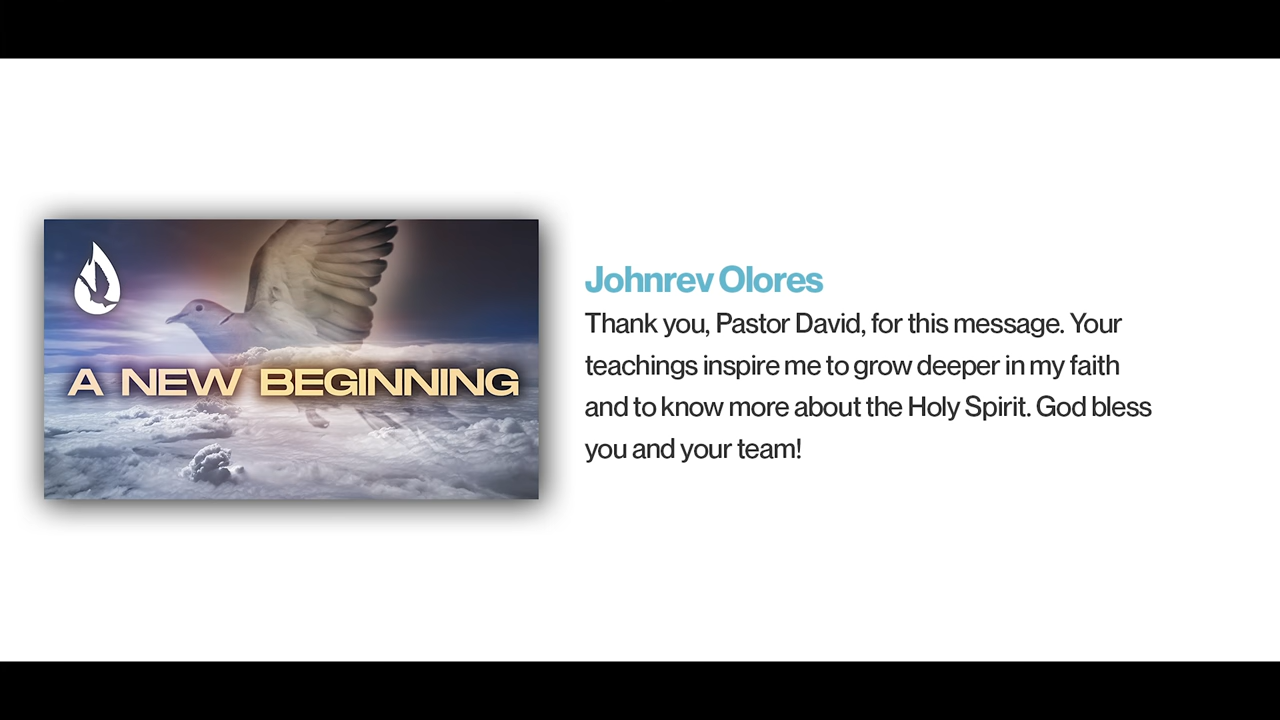 A NEW BEGINNING
Johnrev Olores
Thank you, Pastor David, for this message. Your
teachings inspire me to grow deeper in my faith
and to know more about the Holy Spirit. God bless
you and your team!